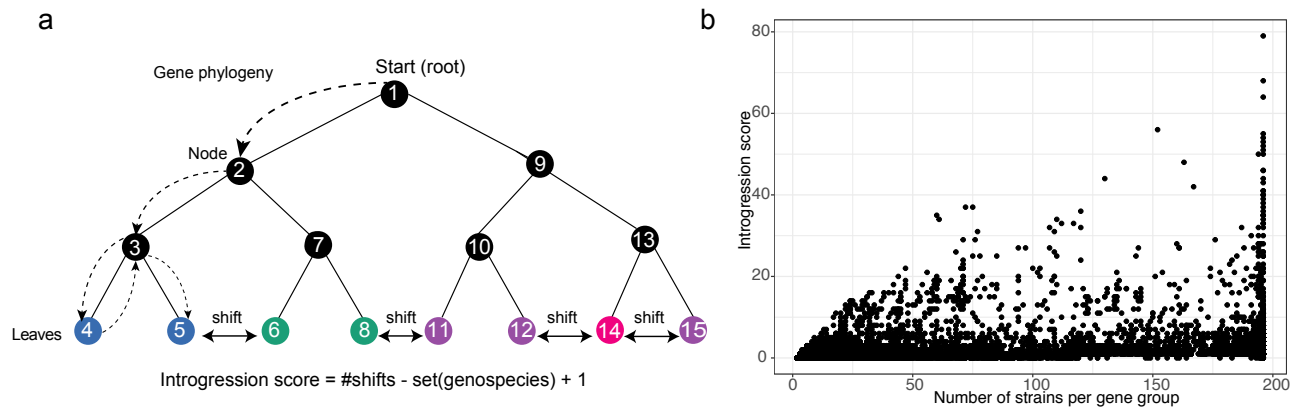 a
Start (root)
Gene phylogeny
1
Node
2
9
3
7
10
13
shift
shift
shift
shift
Leaves
4
5
6
8
11
12
14
15
Introgression score = #shifts - set(genospecies) + 1
b
Introgression score
80
60
40
20
0
0
50
100
150
200
Number of strains per gene group